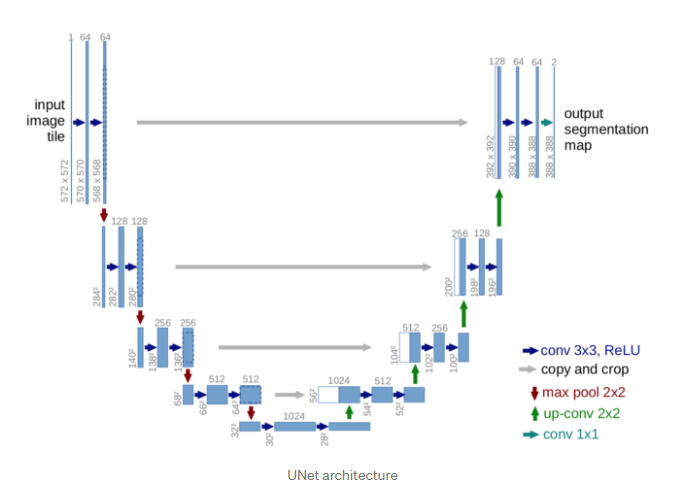 1 64 64
128 64 64 2
input
image
tile
output
segmentation
map
572 x 572
570 x 570
568 x 568
392 x 392
390 x 390
388 x 388
388 x 388
128 128
256 128
284²
282²
280²
200²
198²
196²
256 256
512 256
140²
138²
136²
104²
102²
100²
512 512
1024 512
68²
66²
64²
56²
54²
52²
1024
32²
30²
28²
conv 3x3, ReLU
copy and crop
max pool 2x2
up-conv 2x2
conv 1x1
UNet architecture